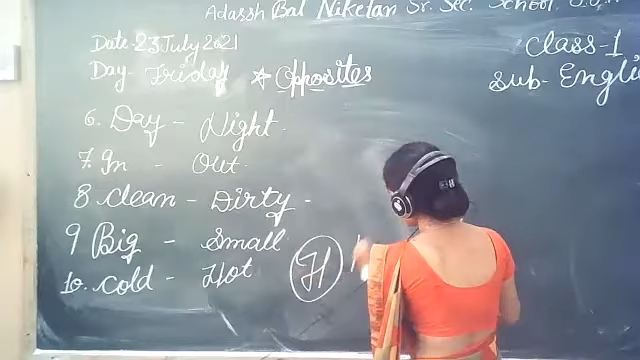 Adarsh Bal Niketan Sr. Sec. School.
Date-23 July 2021
Class-1
Day- Friday * Opposites
Sub- Engli
6. Day - Night.
7. In - Out.
8. clean - Dirty -
9 Big - Small.
10. cold - Hot
H